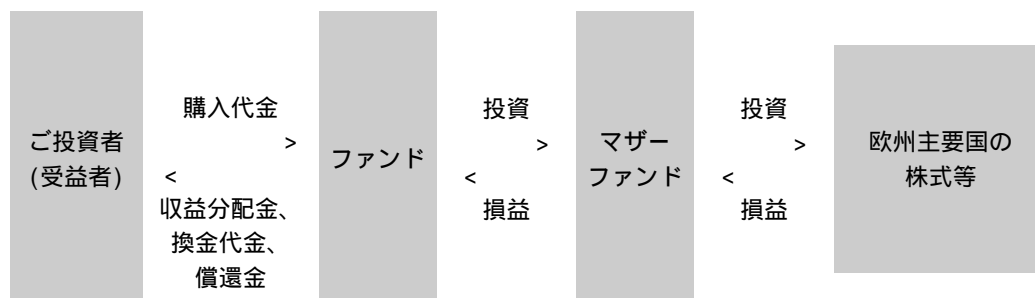 ご投資者
(受益者)
購入代金
>
<
収益分配金、
換金代金、
償還金
ファンド
投資
>
<
損益
マザー
ファンド
投資
>
<
損益
欧州主要国の
株式等